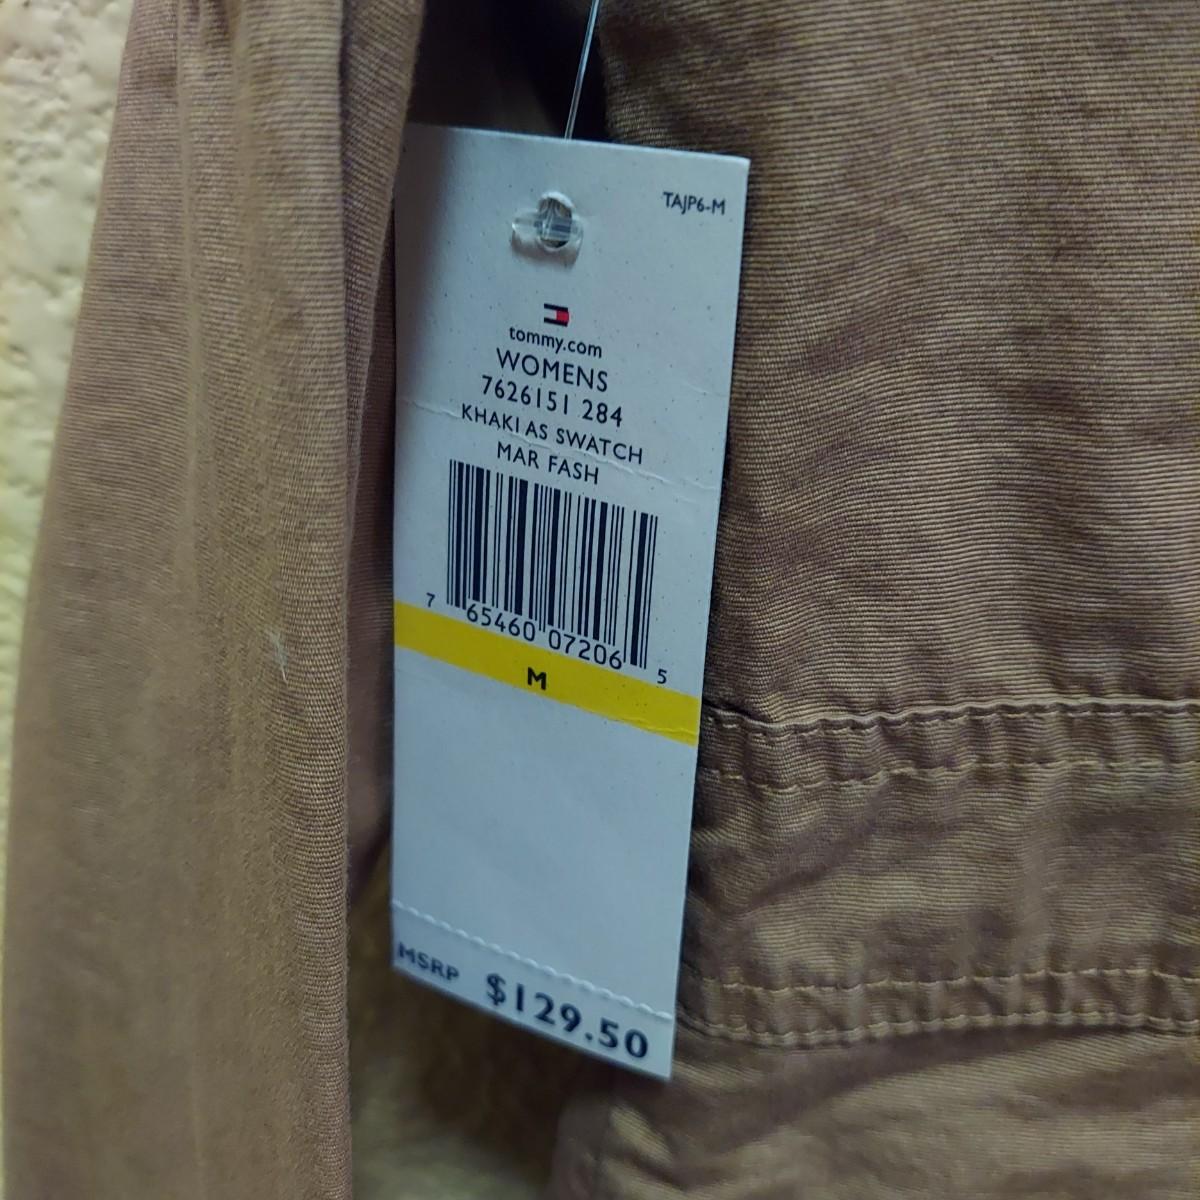 TAJP6-M
tommy.com
WOMENS
7626151 284
KHAKI AS SWATCH
MAR FASH
7 65460 07206 5
M
MSRP $129.50